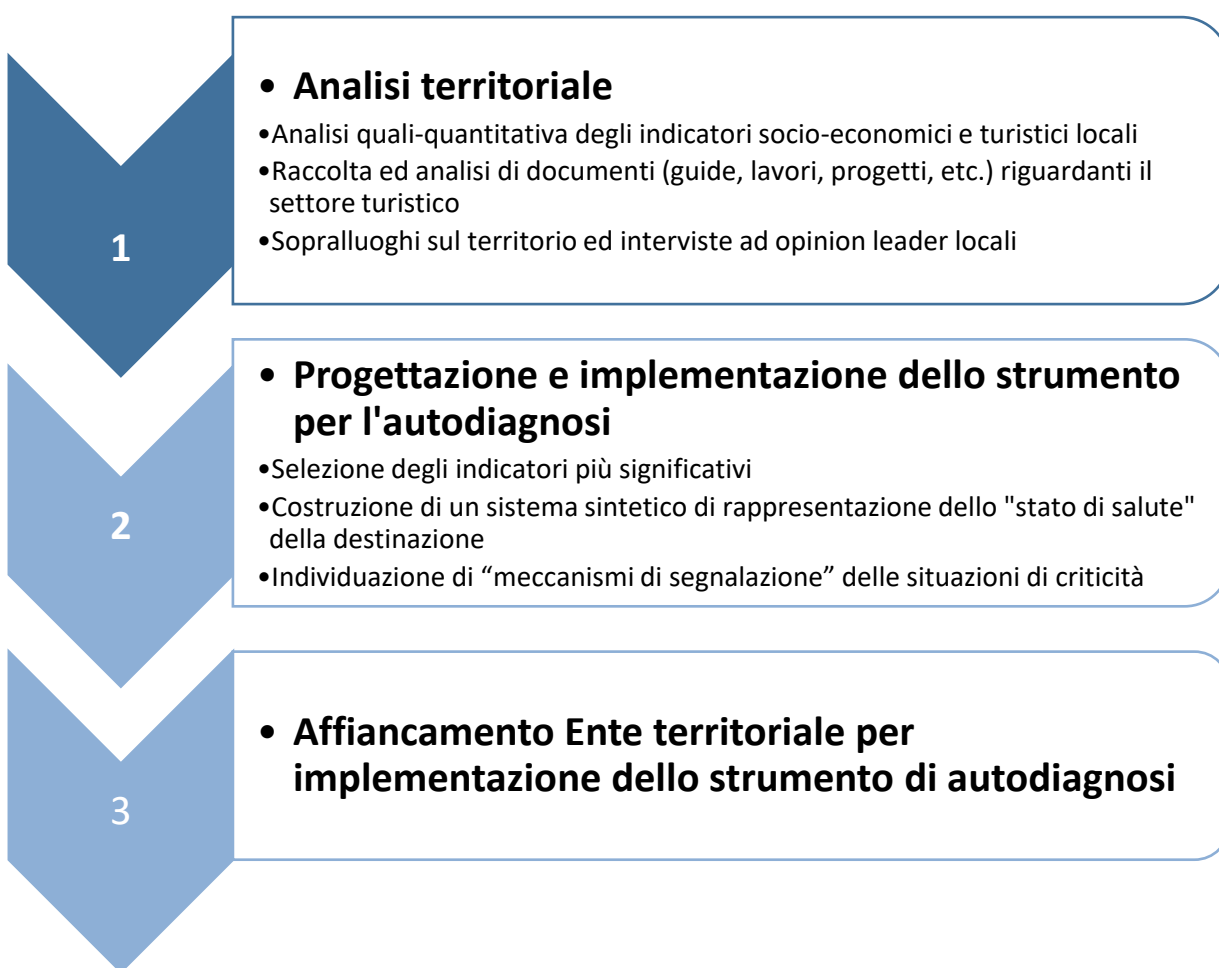 1
• Analisi territoriale
•Analisi quali-quantitativa degli indicatori socio-economici e turistici locali
•Raccolta ed analisi di documenti (guide, lavori, progetti, etc.) riguardanti il
settore turistico
•Sopralluoghi sul territorio ed interviste ad opinion leader locali
2
• Progettazione e implementazione dello strumento
per l'autodiagnosi
•Selezione degli indicatori più significativi
•Costruzione di un sistema sintetico di rappresentazione dello "stato di salute"
della destinazione
•Individuazione di “meccanismi di segnalazione” delle situazioni di criticità
3
• Affiancamento Ente territoriale per
implementazione dello strumento di autodiagnosi